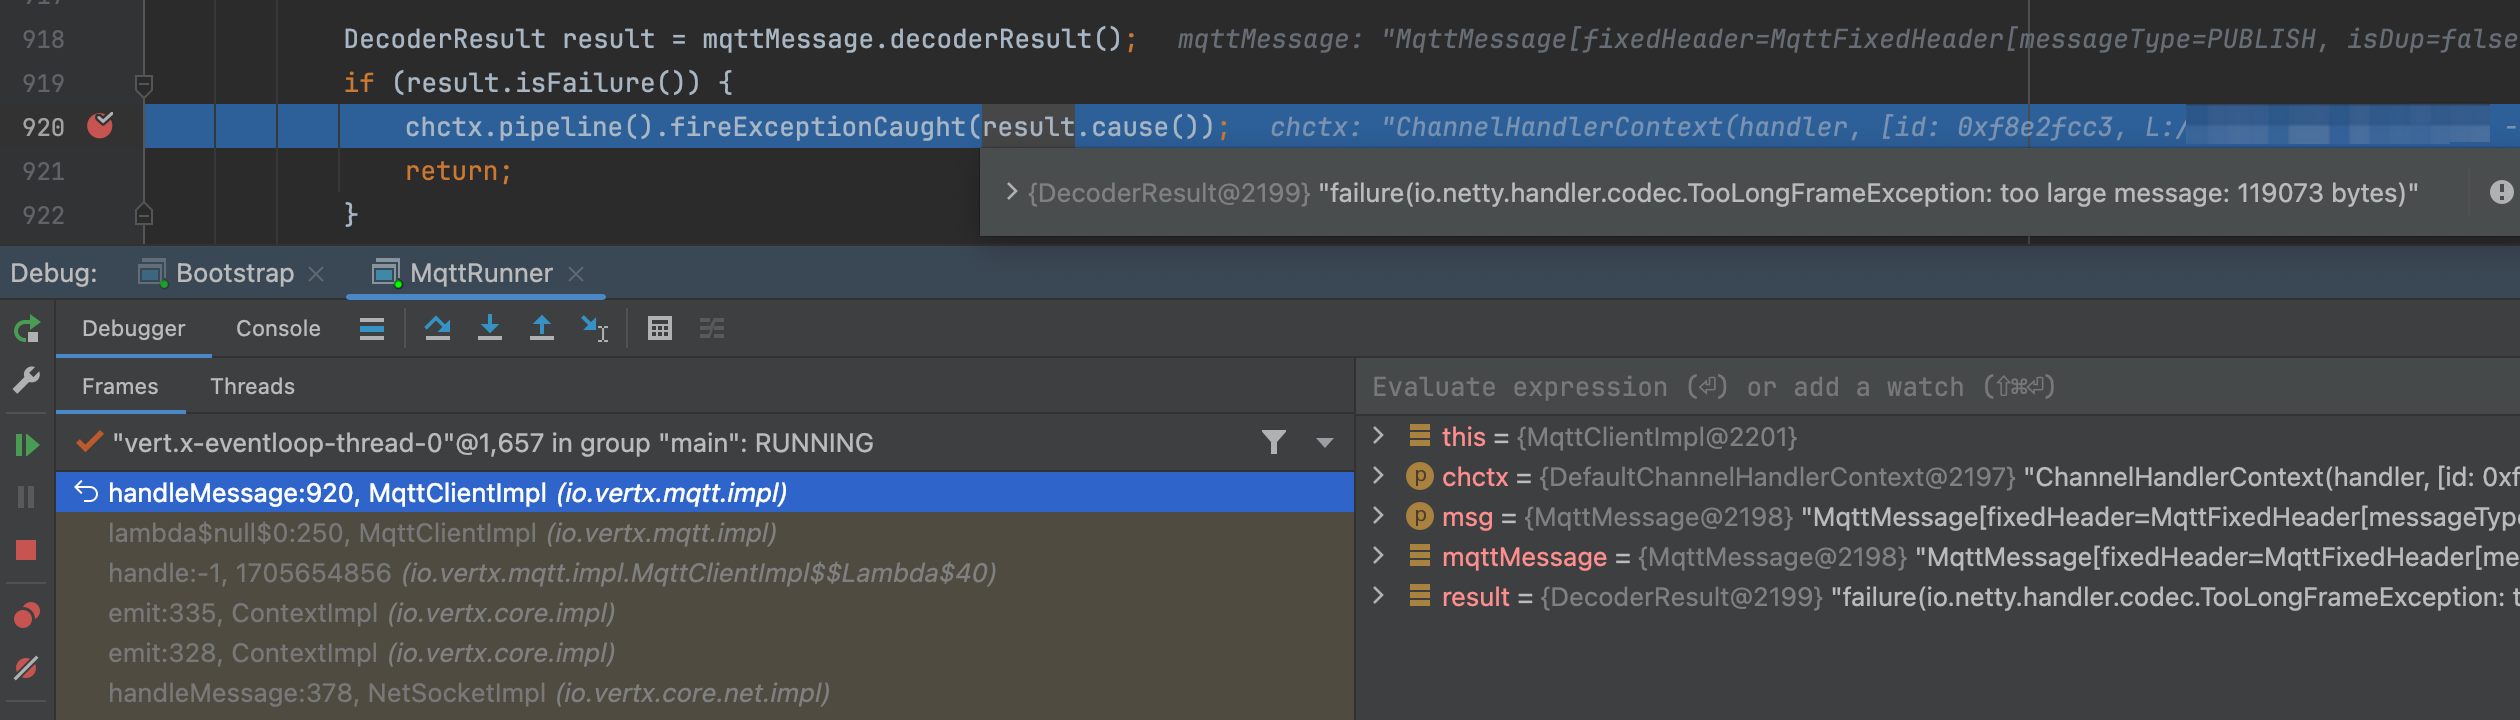 918 DecoderResult result = mqttMessage.decoderResult(); mqttMessage: "MqttMessage[fixedHeader=MqttFixedHeader[messageType=PUBLISH, isDup=false
919 if (result.isFailure()) {
920 chctx.pipeline().fireExceptionCaught(result.cause()); chctx: "ChannelHandlerContext(handler, [id: 0xf8e2fcc3, L:/
921 return;
{DecoderResult@2199} "failure(io.netty.handler.codec.TooLongFrameException: too large message: 119073 bytes)"
922 }
Debug: Bootstrap MqttRunner
Debugger Console
Frames Threads
Evaluate expression (⏎) or add a watch (⇧⌘⏎)
"vert.x-eventloop-thread-0"@1,657 in group "main": RUNNING
handleMessage:920, MqttClientImpl (io.vertx.mqtt.impl)
lambda$null$0:250, MqttClientImpl (io.vertx.mqtt.impl)
handle:-1, 1705654856 (io.vertx.mqtt.impl.MqttClientImpl$$Lambda$40)
emit:335, ContextImpl (io.vertx.core.impl)
emit:328, ContextImpl (io.vertx.core.impl)
handleMessage:378, NetSocketImpl (io.vertx.core.net.impl)
this = {MqttClientImpl@2201}
p chctx = {DefaultChannelHandlerContext@2197} "ChannelHandlerContext(handler, [id: 0xf
p msg = {MqttMessage@2198} "MqttMessage[fixedHeader=MqttFixedHeader[messageType
mqttMessage = {MqttMessage@2198} "MqttMessage[fixedHeader=MqttFixedHeader[me
result = {DecoderResult@2199} "failure(io.netty.handler.codec.TooLongFrameException: t